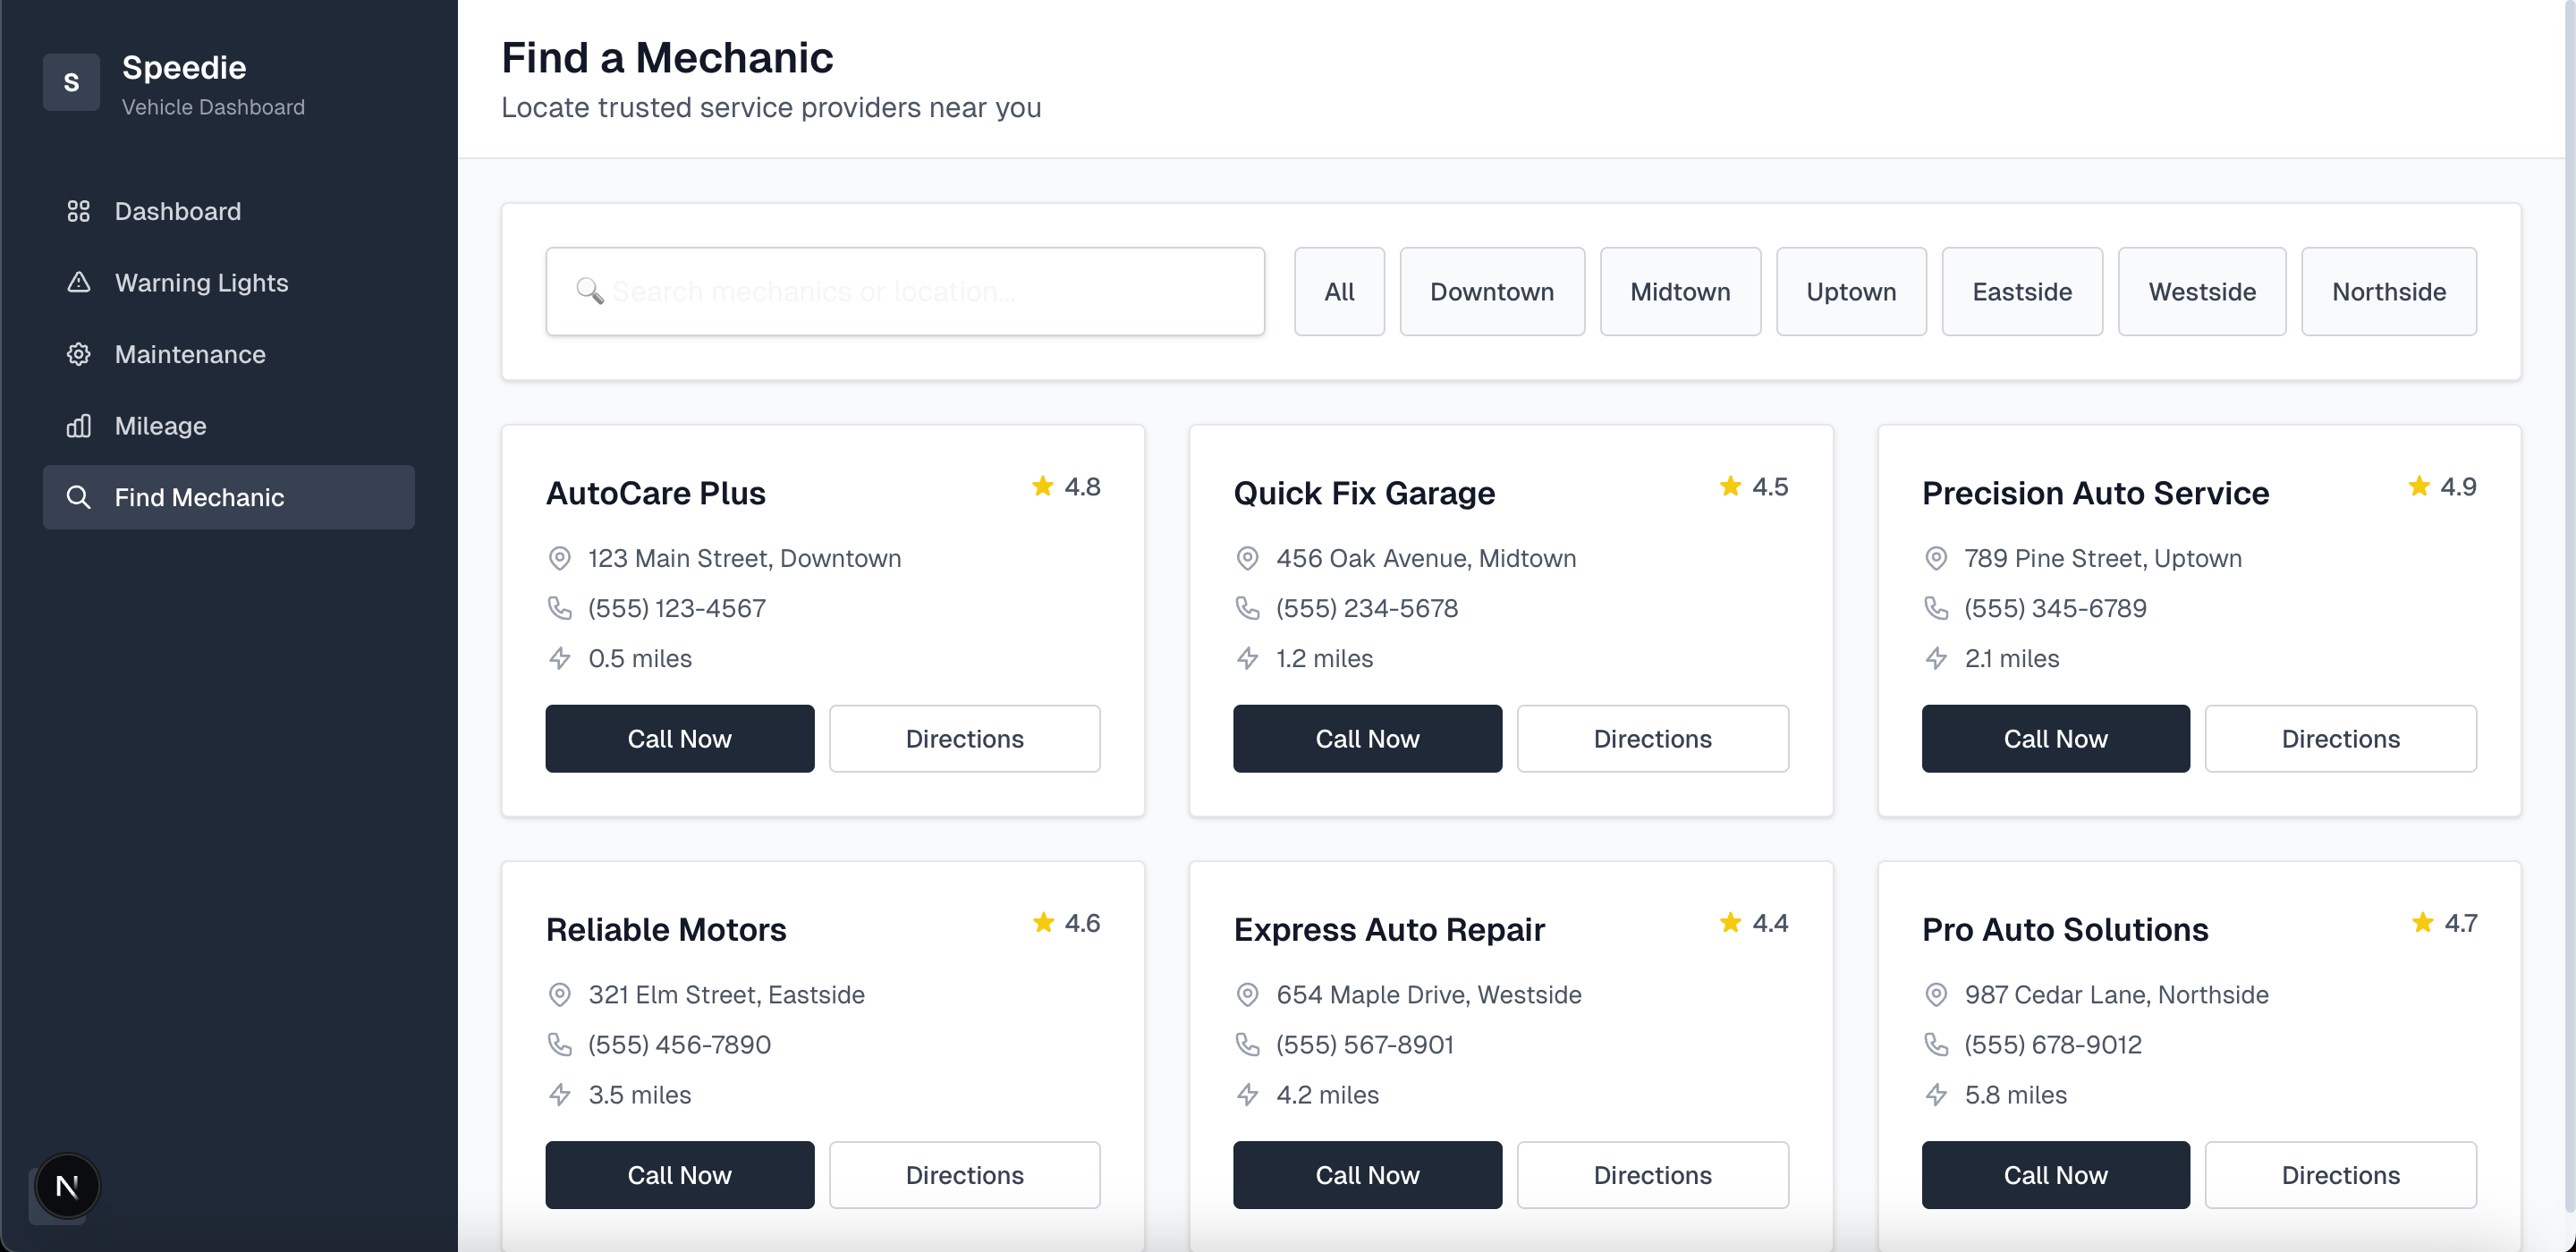 S
Speedie
Vehicle Dashboard
Dashboard
Warning Lights
Maintenance
Mileage
Find Mechanic
N
Find a Mechanic
Locate trusted service providers near you
Search mechanics or location...
All
Downtown
Midtown
Uptown
Eastside
Westside
Northside
AutoCare Plus
4.8
123 Main Street, Downtown
(555) 123-4567
0.5 miles
Call Now
Directions
Quick Fix Garage
4.5
456 Oak Avenue, Midtown
(555) 234-5678
1.2 miles
Call Now
Directions
Precision Auto Service
4.9
789 Pine Street, Uptown
(555) 345-6789
2.1 miles
Call Now
Directions
Reliable Motors
4.6
321 Elm Street, Eastside
(555) 456-7890
3.5 miles
Call Now
Directions
Express Auto Repair
4.4
654 Maple Drive, Westside
(555) 567-8901
4.2 miles
Call Now
Directions
Pro Auto Solutions
4.7
987 Cedar Lane, Northside
(555) 678-9012
5.8 miles
Call Now
Directions